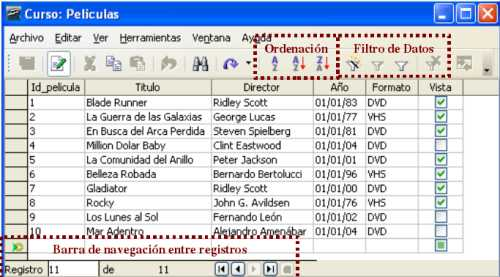 Curso: Peliculas
Archivo Editar Ver Herramientas Ventana Ayuda
Ordenación Filtro de Datos
Id_pelicula Titulo Director Año Formato Vista
1 Blade Runner Ridley Scott 01/01/83 DVD
2 La Guerra de las Galaxias George Lucas 01/01/77 VHS
3 En Busca del Arca Perdida Steven Spielberg 01/01/81 DVD
4 Million Dolar Baby Clint Eastwood 01/01/04 DVD
5 La Comunidad del Anillo Peter Jackson 01/01/01 DVD
6 Belleza Robada Bernardo Bertolucci 01/01/96 VHS
7 Gladiator Ridley Scott 01/01/00 DVD
8 Rocky John G. Avildsen 01/01/76 VHS
9 Los Lunes al Sol Fernando León 01/01/02 DVD
10 Mar Adentro Alejandro Amenábar 01/01/04 DVD
Barra de navegación entre registros
Registro 11 de 11